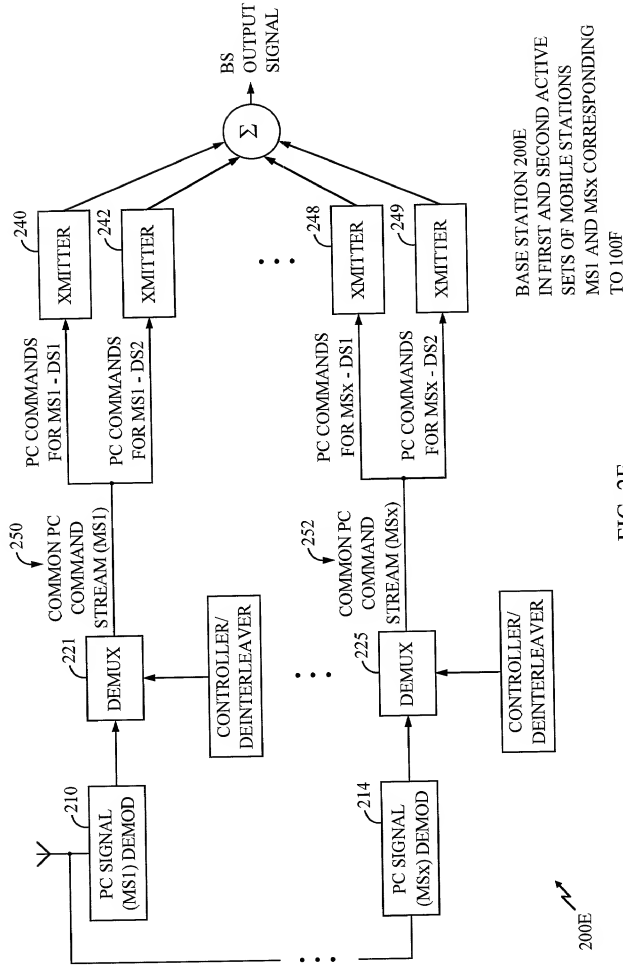 210
PC SIGNAL
(MS1) DEMOD
221
DEMUX
CONTROLLER/
DEINTERLEAVER
250
COMMON PC
COMMAND
STREAM (MS1)
PC COMMANDS
FOR MS1 - DS1
PC COMMANDS
FOR MS1 - DS2
240
XMITTER
242
XMITTER
Σ
BS
OUTPUT
SIGNAL
214
PC SIGNAL
(MSx) DEMOD
225
DEMUX
CONTROLLER/
DEINTERLEAVER
252
COMMON PC
COMMAND
STREAM (MSx)
PC COMMANDS
FOR MSx - DS1
PC COMMANDS
FOR MSx - DS2
248
XMITTER
249
XMITTER
200E
BASE STATION 200E
IN FIRST AND SECOND ACTIVE
SETS OF MOBILE STATIONS
MS1 AND MSx CORRESPONDING
TO 100F
FIG. 2E